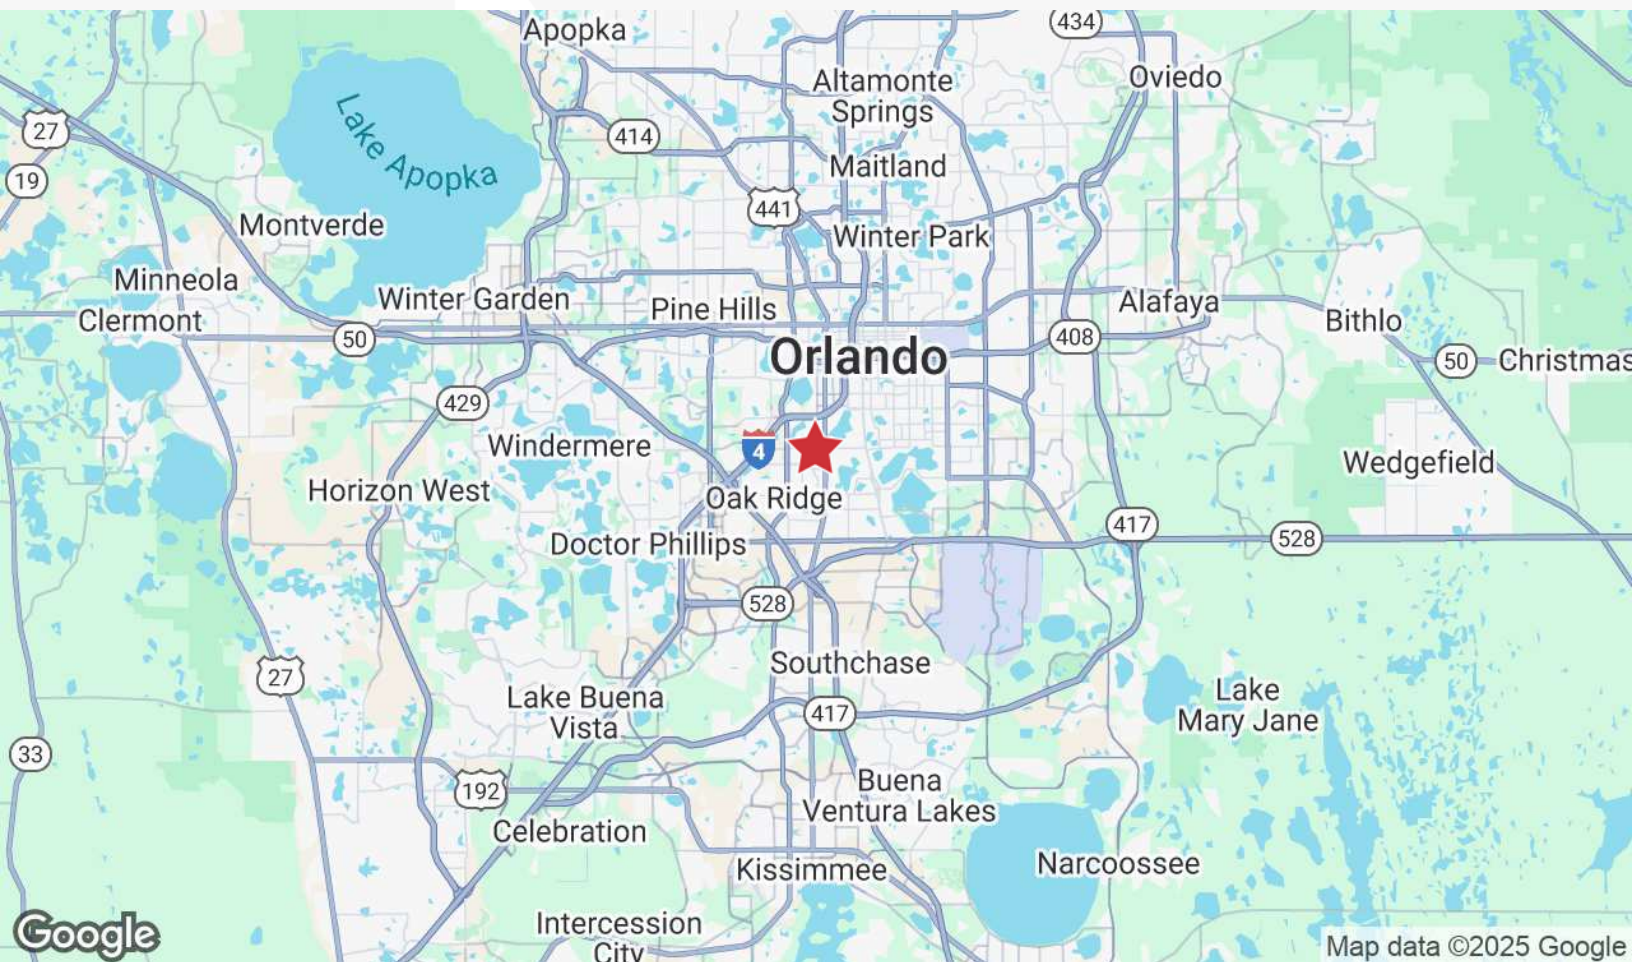 Apopka
434
Oviedo
Altamonte
Springs
27
414
Lake Apopka
Maitland
19
441
Montverde
Winter Park
Minneola
Winter Garden
Pine Hills
Alafaya
Clermont
Bithlo
50
408
Orlando
50
Christmas
429
Windermere
4
Wedgefield
Horizon West
Oak Ridge
417
Doctor Phillips
528
528
Southchase
27
Lake Buena
Vista
Lake
Mary Jane
417
33
192
Buena
Ventura Lakes
Celebration
Kissimmee
Narcoossee
Intercession
City
Google
Map data ©2025 Google